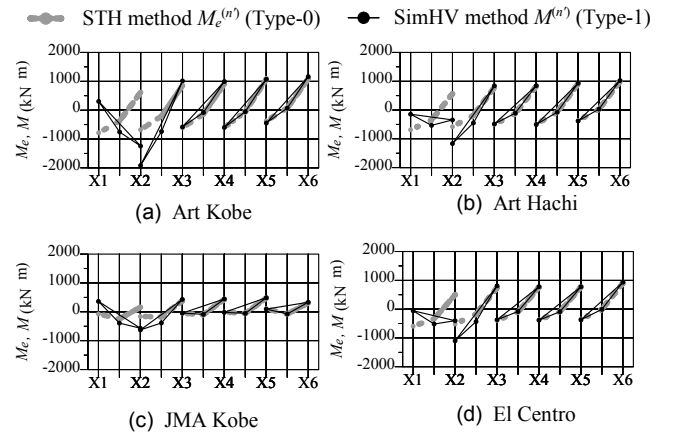 STH method Mₑ⁽ⁿ'⁾ (Type-0) SimHV method M⁽ⁿ'⁾ (Type-1)
Mₑ, M (kN m)
2000
1000
0
-1000
-2000
X1 X2 X3 X4 X5 X6
(a) Art Kobe
Mₑ, M (kN m)
2000
1000
0
-1000
-2000
X1 X2 X3 X4 X5 X6
(b) Art Hachi
Mₑ, M (kN m)
2000
1000
0
-1000
-2000
X1 X2 X3 X4 X5 X6
(c) JMA Kobe
Mₑ, M (kN m)
2000
1000
0
-1000
-2000
X1 X2 X3 X4 X5 X6
(d) El Centro